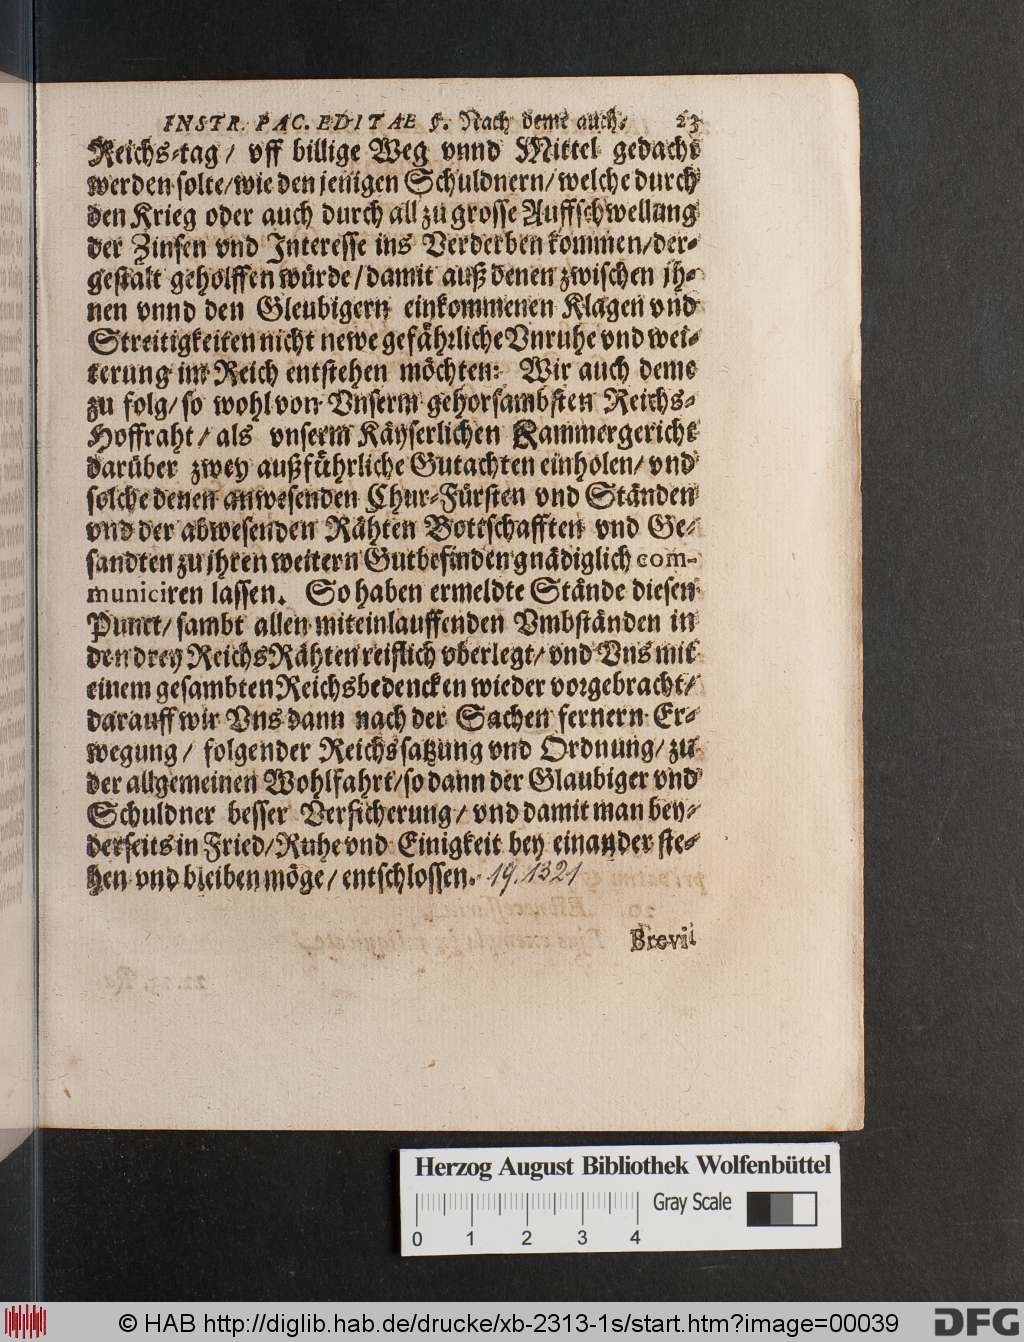 INSTR. PAC. EDITAE §. Nach deme auch. 23
Reichs-tag / vff billige Weg vnnd Mittel gedacht
werden solte / wie den jenigen Schuldnern / welche durch
den Krieg oder auch durch all zu grosse Auffschwellung
der Zinsen vnd Interesse ins Verderben kommen / der-
gestalt geholffen würde / damit auß denen zwischen jh-
nen vnnd den Gleubigern einkommenen Klagen vnd
Streitigkeiten nicht newe gefährliche Vnruhe vnd wei-
terung im Reich entstehen möchten: Wir auch deme
zu folg / so wohl von Vnserm gehorsambsten Reichs-
Hoffraht / als vnserm Käyserlichen Kammergericht
darüber zwey außführliche Gutachten einholen / vnd
solche denen anwesenden Chur-Fürsten vnd Ständen
vnd der abwesenden Rähten Bottschafften vnd Ge-
sandten zu jhren weitern Gutbefinden gnädiglich com-
municiren lassen. So haben ermeldte Stände diesen
Punct / sambt allen miteinlauffenden Vmbständen in
den drey ReichsRähten reifflich vberlegt / vnd Vns mit
einem gesambten Reichsbedencken wieder vorgebracht /
darauff wir Vns dann nach der Sachen fernern Er-
wegung / folgender Reichssatzung vnd Ordnung / zu
der allgemeinen Wohlfahrt / so dann der Glaubiger vnd
Schuldner besser Versicherung / vnd damit man bey-
derseits in Fried / Ruhe vnd Einigkeit bey einander ste-
hen vnd bleiben möge / entschlossen. 19. 1321
Brevii
Herzog August Bibliothek Wolfenbüttel
Gray Scale
0 1 2 3 4
© HAB http://diglib.hab.de/drucke/xb-2313-1s/start.htm?image=00039
DFG